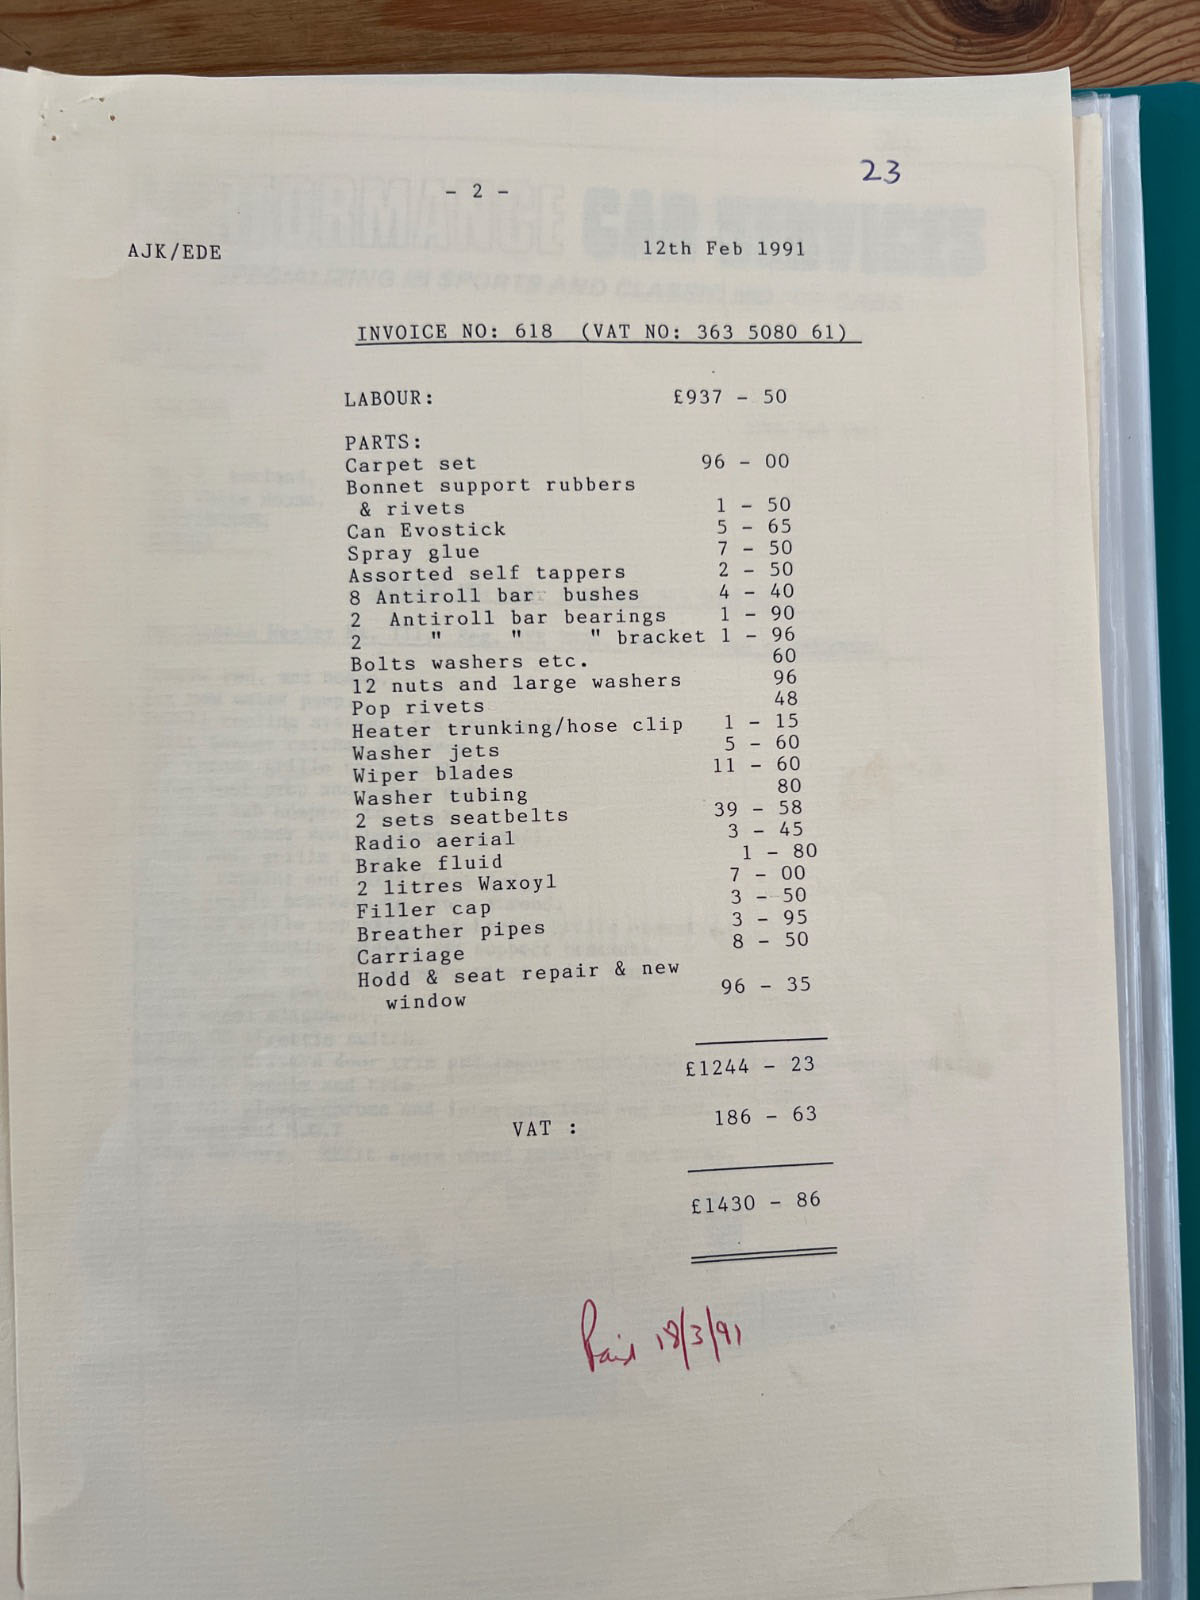 23
- 2 -
AJK/EDE 12th Feb 1991
INVOICE NO: 618 (VAT NO: 363 5080 61)
LABOUR: £937 - 50
PARTS:
Carpet set 96 - 00
Bonnet support rubbers
& rivets 1 - 50
Can Evostick 5 - 65
Spray glue 7 - 50
Assorted self tappers 2 - 50
8 Antiroll bar bushes 4 - 40
2 Antiroll bar bearings 1 - 90
2 " " " bracket 1 - 96
Bolts washers etc. 60
12 nuts and large washers 96
Pop rivets 48
Heater trunking/hose clip 1 - 15
Washer jets 5 - 60
Wiper blades 11 - 60
Washer tubing 80
2 sets seatbelts 39 - 58
Radio aerial 3 - 45
Brake fluid 1 - 80
2 litres Waxoyl 7 - 00
Filler cap 3 - 50
Breather pipes 3 - 95
Carriage 8 - 50
Hodd & seat repair & new
window 96 - 35
£1244 - 23
VAT : 186 - 63
£1430 - 86
Paid 18/3/91